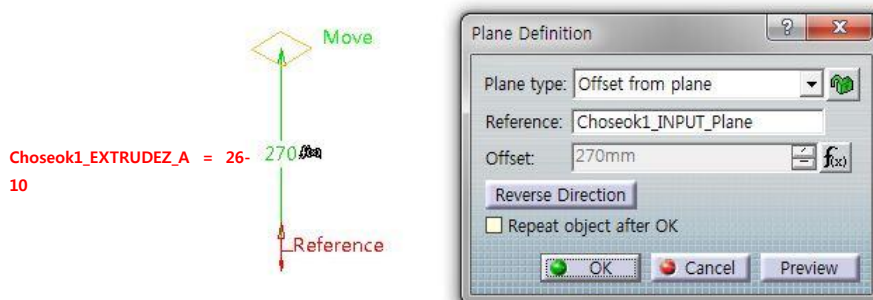 Move
Choseok1_EXTRUDEZ_A = 26-
10
270 f(x)
Reference
Plane Definition
? X
Plane type: Offset from plane
Reference: Choseok1_INPUT_Plane
Offset: 270mm f(x)
Reverse Direction
Repeat object after OK
OK Cancel Preview